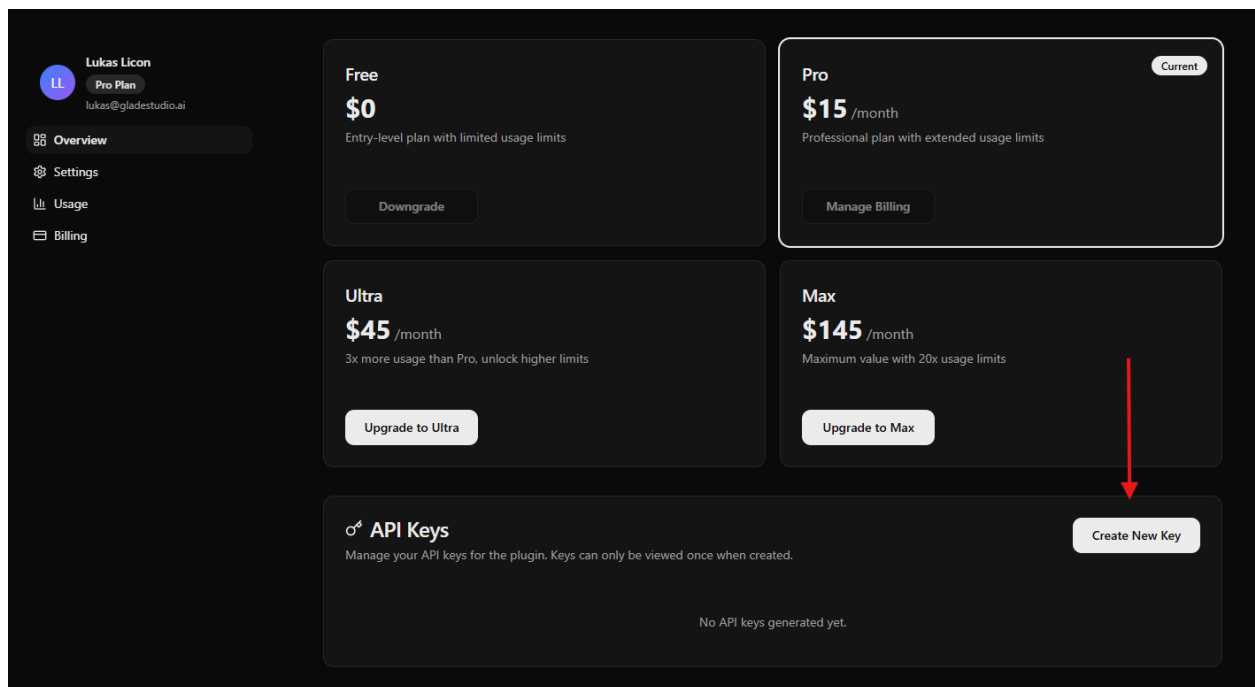 LL
Lukas Licon
Pro Plan
lukas@gladestudio.ai
Overview
Settings
Usage
Billing
Free
$0
Entry-level plan with limited usage limits
Downgrade
Pro
Current
$15 /month
Professional plan with extended usage limits
Manage Billing
Ultra
$45 /month
3x more usage than Pro, unlock higher limits
Upgrade to Ultra
Max
$145 /month
Maximum value with 20x usage limits
Upgrade to Max
API Keys
Manage your API keys for the plugin. Keys can only be viewed once when created.
Create New Key
No API keys generated yet.